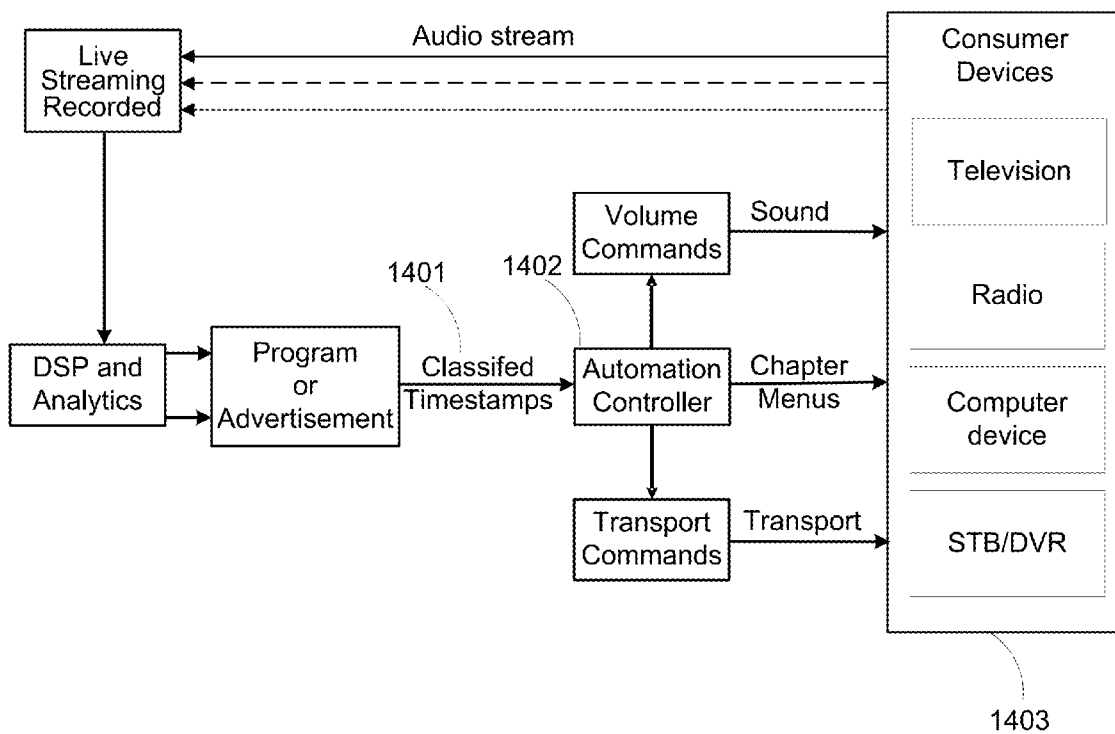 Audio stream
Live
Streaming
Recorded
Consumer
Devices
Television
Radio
Computer
device
STB/DVR
1403
DSP and
Analytics
Program
or
Advertisement
1401
Classifed
Timestamps
1402
Automation
Controller
Volume
Commands
Sound
Chapter
Menus
Transport
Commands
Transport